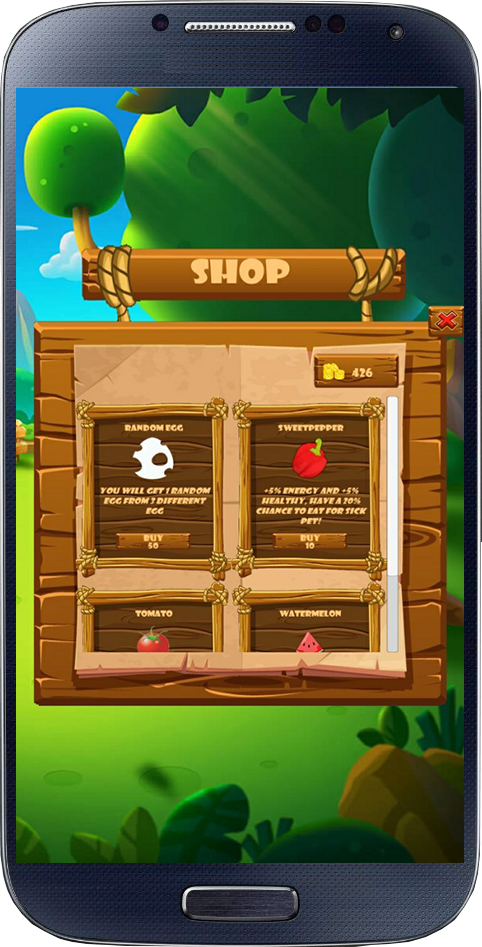 SHOP
426
RANDOM EGG
YOU WILL GET 1 RANDOM
EGG FROM 7 DIFFERENT
EGG
BUY
50
SWEETPEPPER
+5% ENERGY AND +5%
HEALTHY, HAVE A 20%
CHANCE TO EAT FOR SICK
PET!
BUY
10
TOMATO
WATERMELON